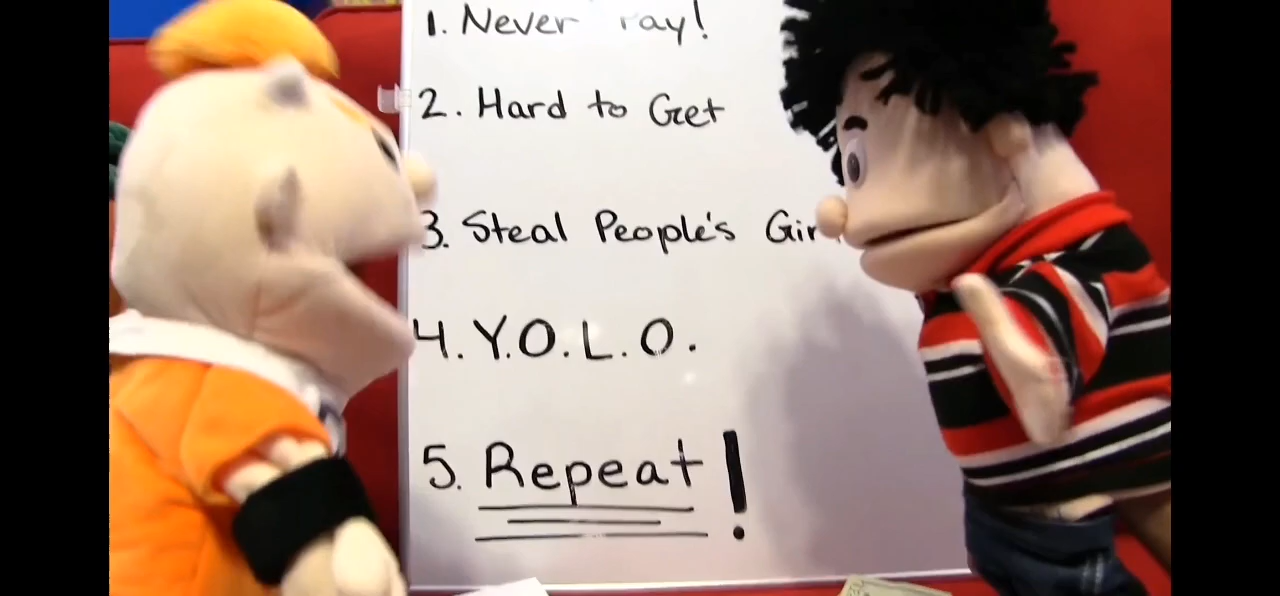 1. Never
2. Hard to Get
3. Steal People's
4. Y.O.L.O.
5. Repeat!